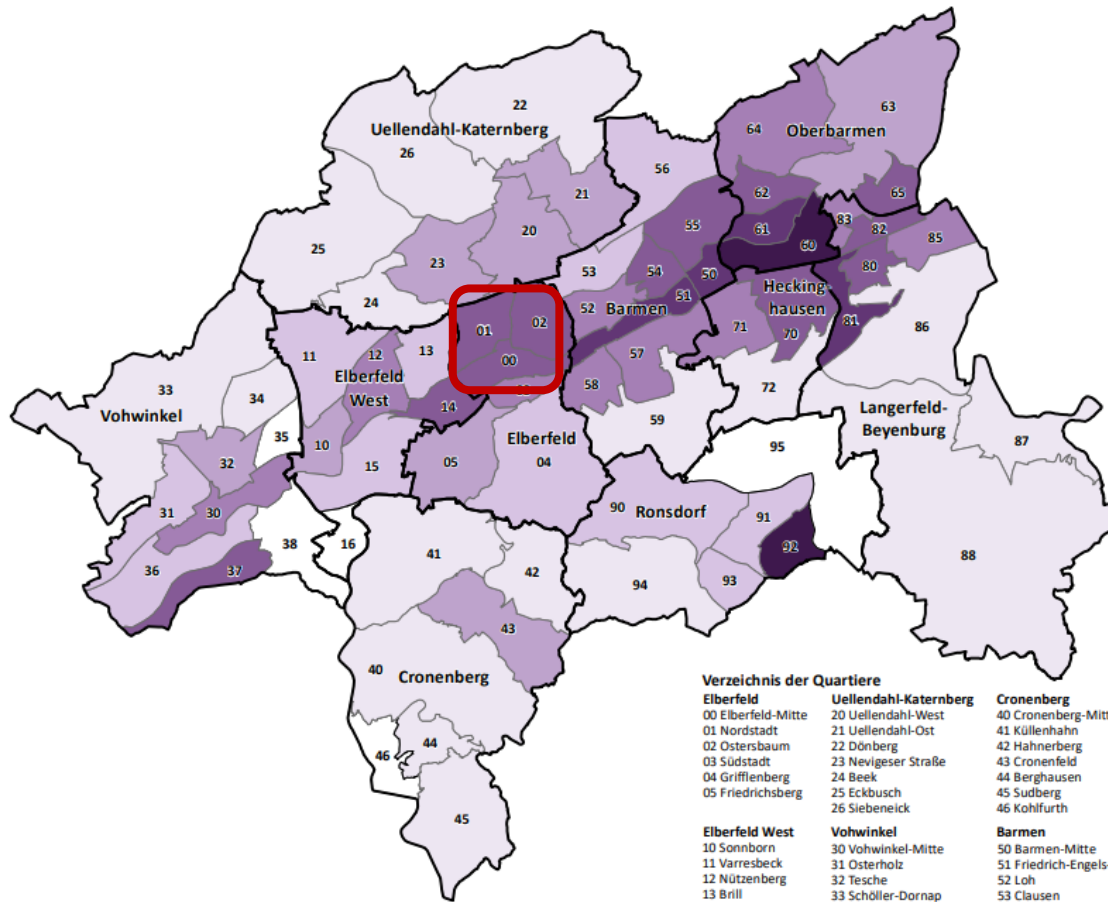 22
63
64
Uellendahl-Katernberg
Oberbarmen
26
56
21
62
65
83
82
20
55
61
60
85
25
23
53
54
50
80
Hecking-
hausen
24
52
51
Barmen
01
02
71
70
81
86
11
12
13
00
57
33
Elberfeld
West
58
34
14
72
Vohwinkel
Langerfeld-
Beyenburg
35
10
Elberfeld
59
87
32
15
05
04
95
31
30
90
Ronsdorf
91
38
16
41
92
88
36
37
42
94
93
43
40
Cronenberg
46
44
45
Verzeichnis der Quartiere
Elberfeld
00 Elberfeld-Mitte
01 Nordstadt
02 Ostersbaum
03 Südstadt
04 Grifflenberg
05 Friedrichsberg
Uellendahl-Katernberg
20 Uellendahl-West
21 Uellendahl-Ost
22 Dönberg
23 Nevigeser Straße
24 Beek
25 Eckbusch
26 Siebeneick
Cronenberg
40 Cronenberg-Mitt
41 Küllenhahn
42 Hahnerberg
43 Cronenfeld
44 Berghausen
45 Sudberg
46 Kohlfurth
Elberfeld West
10 Sonnborn
11 Varresbeck
12 Nützenberg
13 Brill
Vohwinkel
30 Vohwinkel-Mitte
31 Osterholz
32 Tesche
33 Schöller-Dornap
Barmen
50 Barmen-Mitte
51 Friedrich-Engels-
52 Loh
53 Clausen